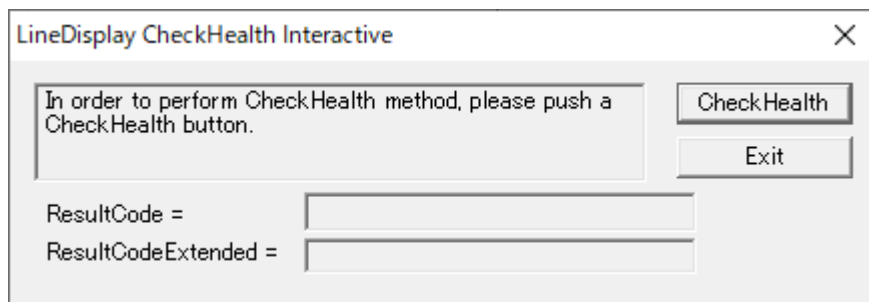 LineDisplay CheckHealth Interactive
In order to perform CheckHealth method, please push a
CheckHealth button.
CheckHealth
Exit
ResultCode =
ResultCodeExtended =